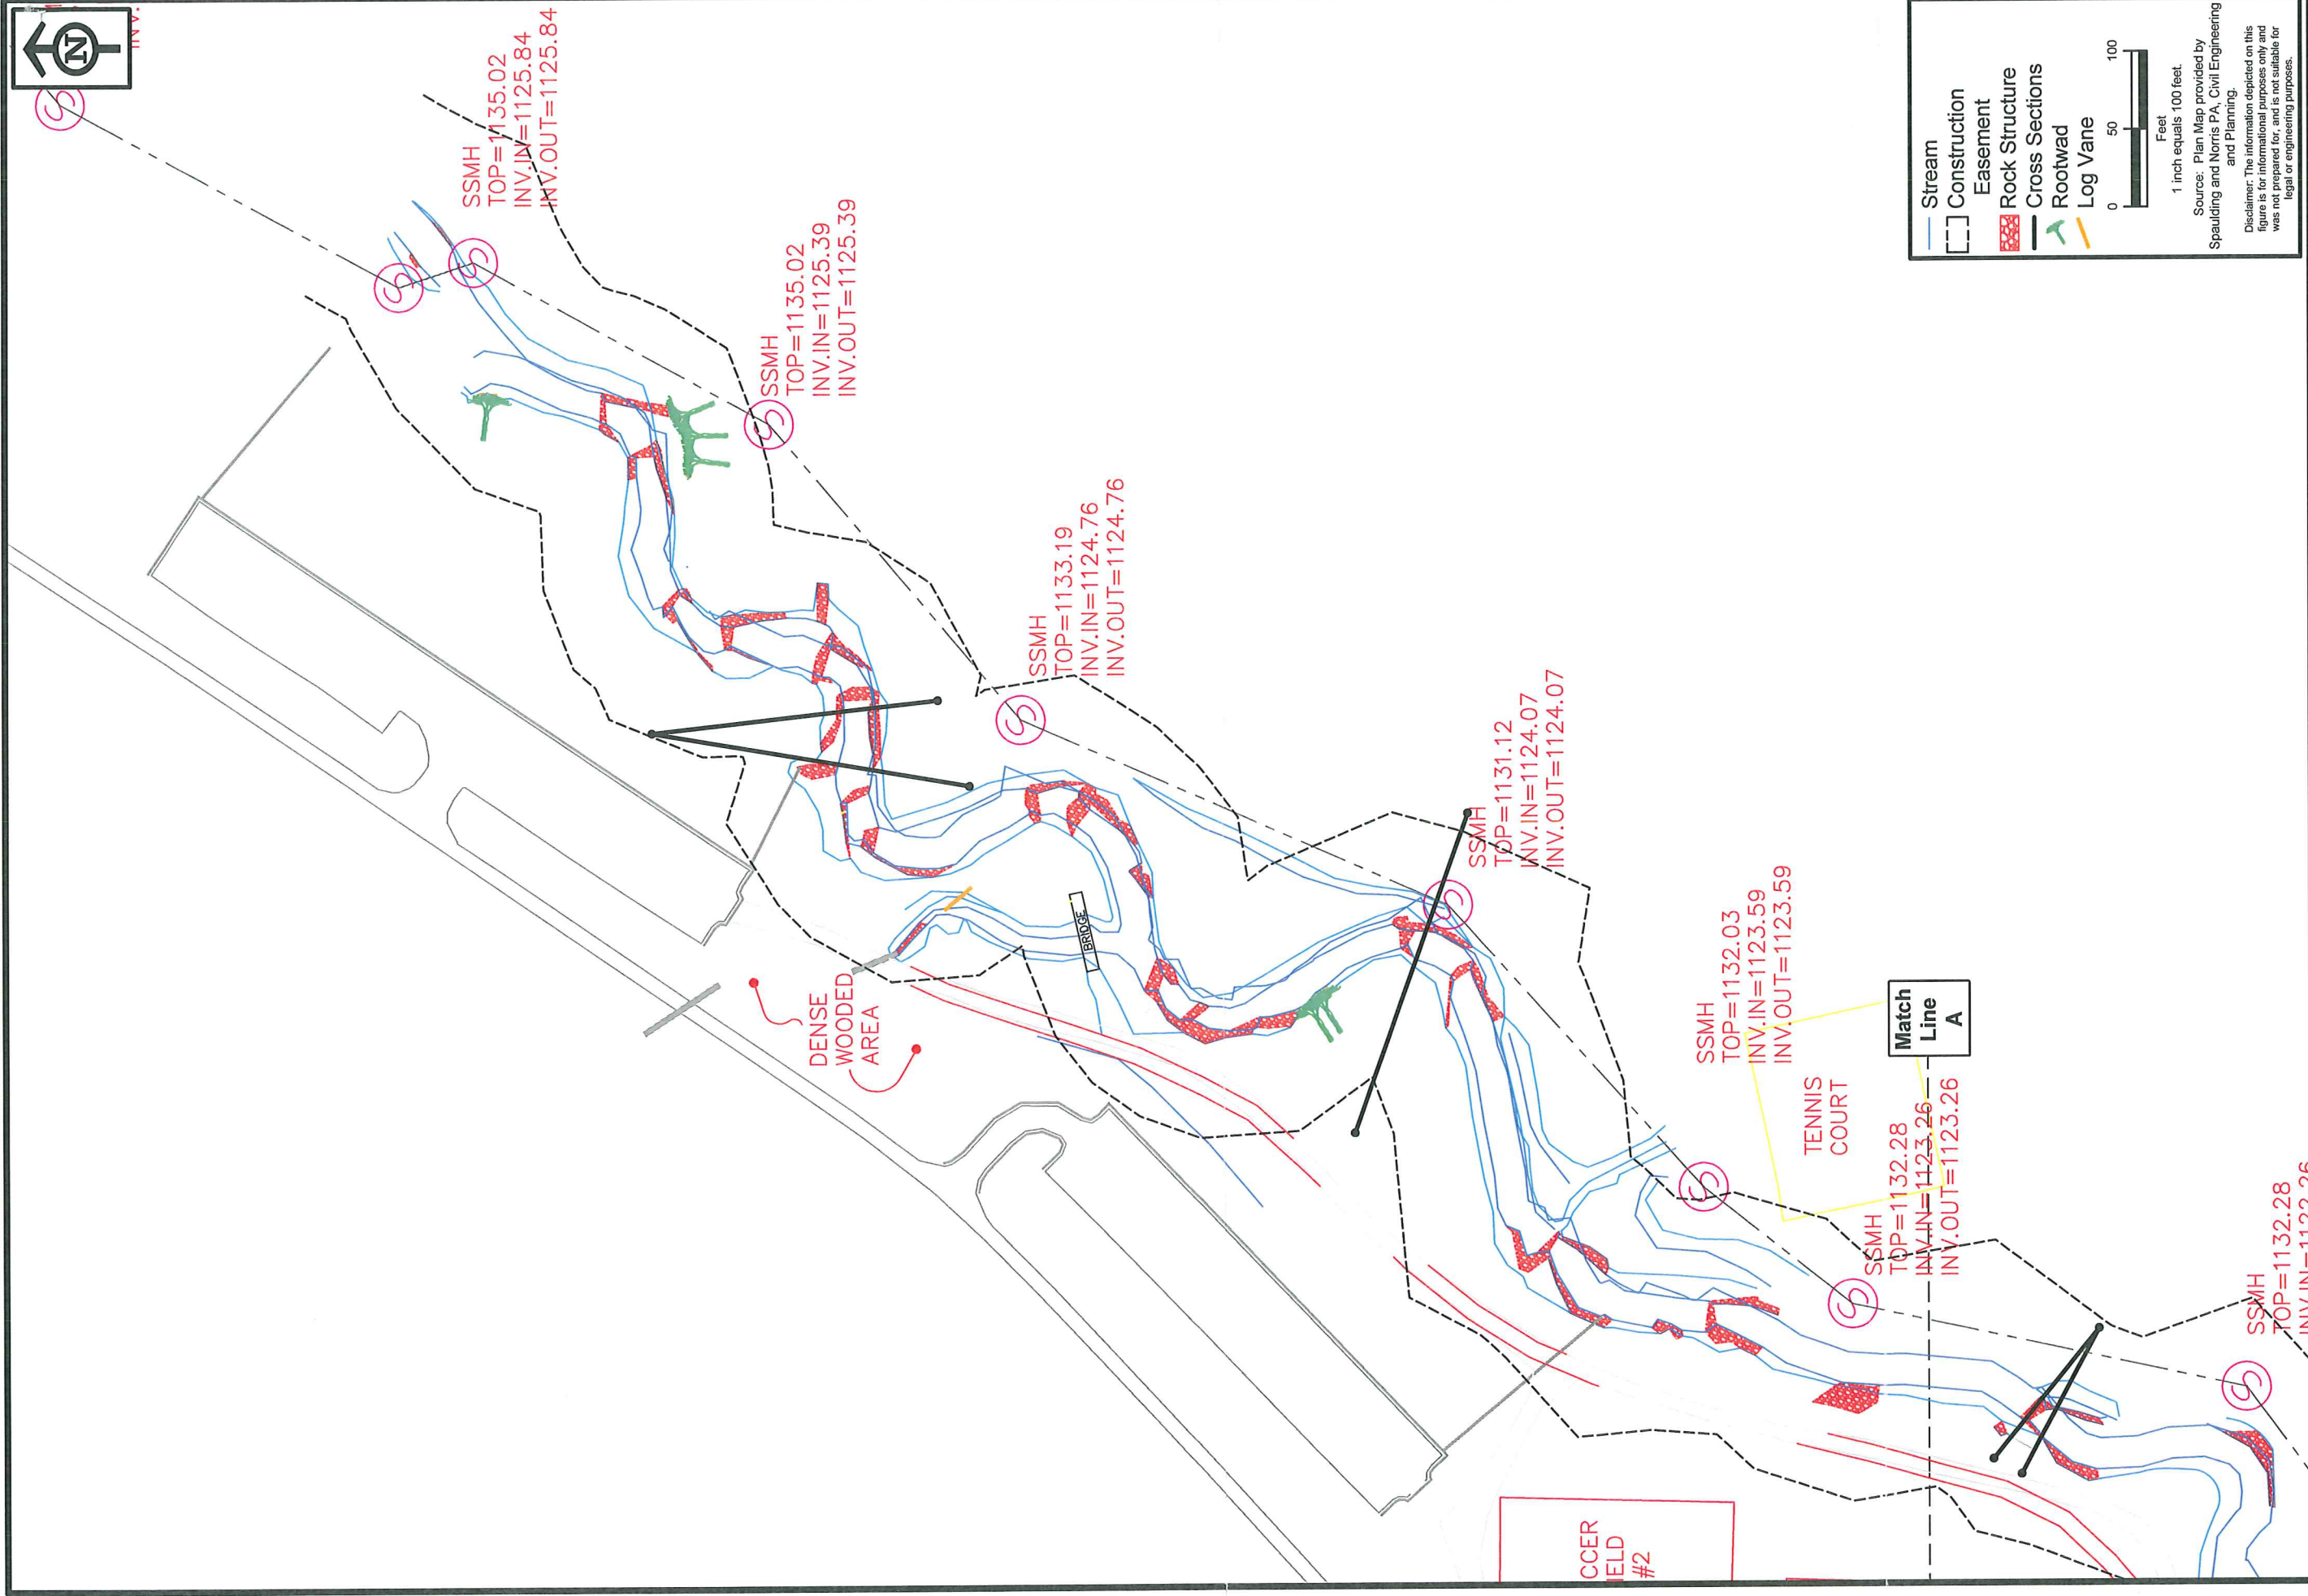 N
INV.
SSMH
TOP=1135.02
INV.IN=1125.84
INV.OUT=1125.84
SSMH
TOP=1135.02
INV.IN=1125.39
INV.OUT=1125.39
SSMH
TOP=1133.19
INV.IN=1124.76
INV.OUT=1124.76
SSMH
TOP=1131.12
INV.IN=1124.07
INV.OUT=1124.07
SSMH
TOP=1132.03
INV.IN=1123.59
INV.OUT=1123.59
SSMH
TOP=1132.28
INV.IN=1123.26
INV.OUT=1123.26
SSMH
TOP=1132.28
S
S
S
S
S
S
S
S
S
BRIDGE
DENSE
WOODED
AREA
TENNIS
COURT
Match
Line
A
CCER
IELD
#2
Stream
Construction
Easement
Rock Structure
Cross Sections
Rootwad
Log Vane
0 50 100
Feet
1 inch equals 100 feet.
Source: Plan Map provided by
Spaulding and Norris PA, Civil Engineering
and Planning.
Disclaimer: The information depicted on this
figure is for informational purposes only and
was not prepared for, and is not suitable for
legal or engineering purposes.